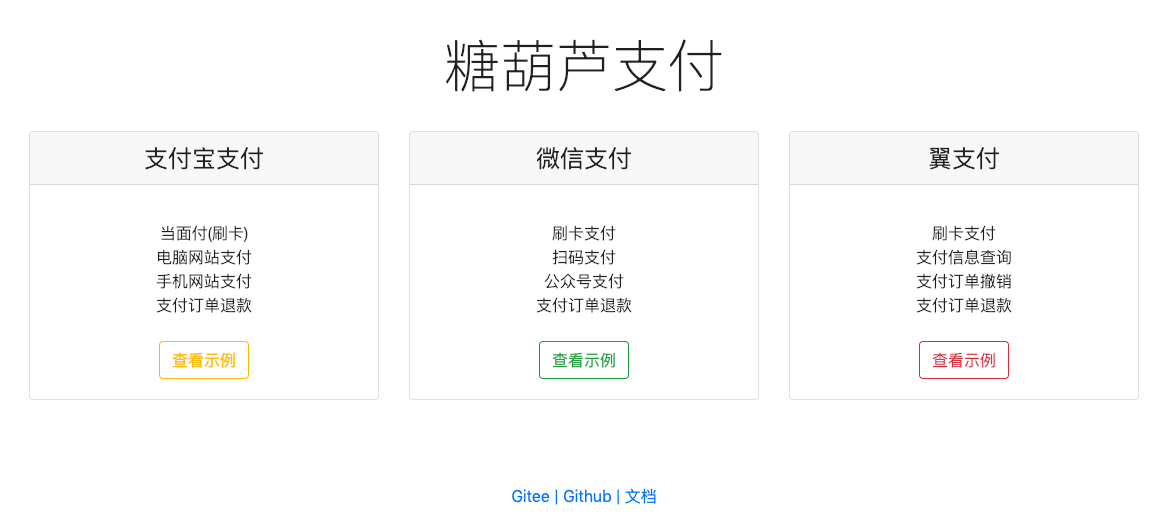 糖葫芦支付
支付宝支付
当面付(刷卡)
电脑网站支付
手机网站支付
支付订单退款
查看示例
微信支付
刷卡支付
扫码支付
公众号支付
支付订单退款
查看示例
翼支付
刷卡支付
支付信息查询
支付订单撤销
支付订单退款
查看示例
Gitee | Github | 文档